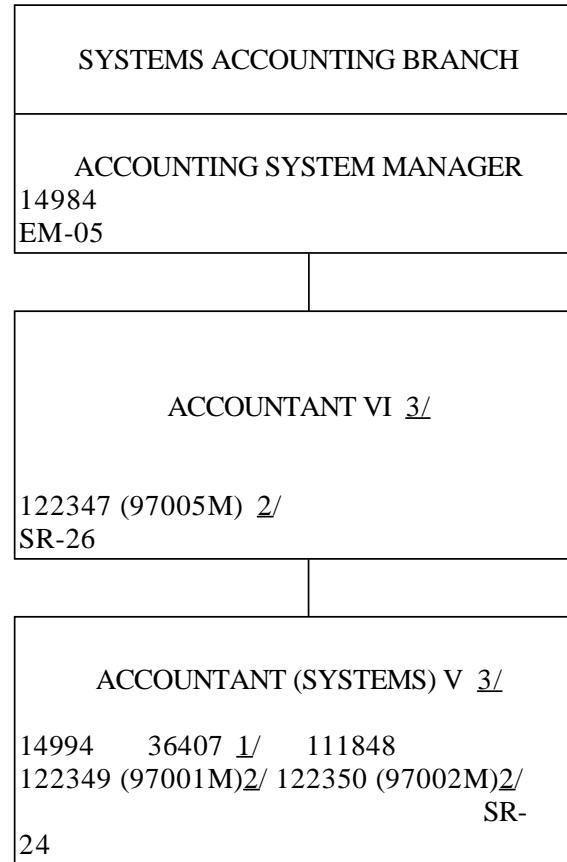 SYSTEMS ACCOUNTING BRANCH
ACCOUNTING SYSTEM MANAGER
14984
EM-05
ACCOUNTANT VI 3/
122347 (97005M) 2/
SR-26
ACCOUNTANT (SYSTEMS) V 3/
14994 36407 1/ 111848
122349 (97001M)2/ 122350 (97002M)2/
SR-
24